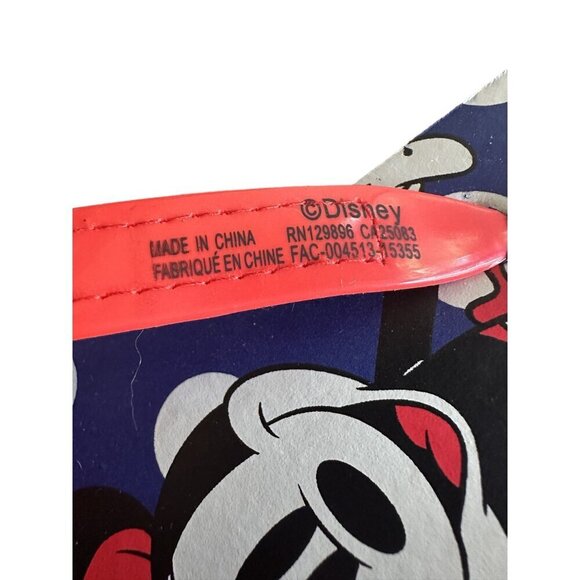 ©Disney
MADE IN CHINA RN129896 CA25083
FABRIQUÉ EN CHINE FAC-004513-15355